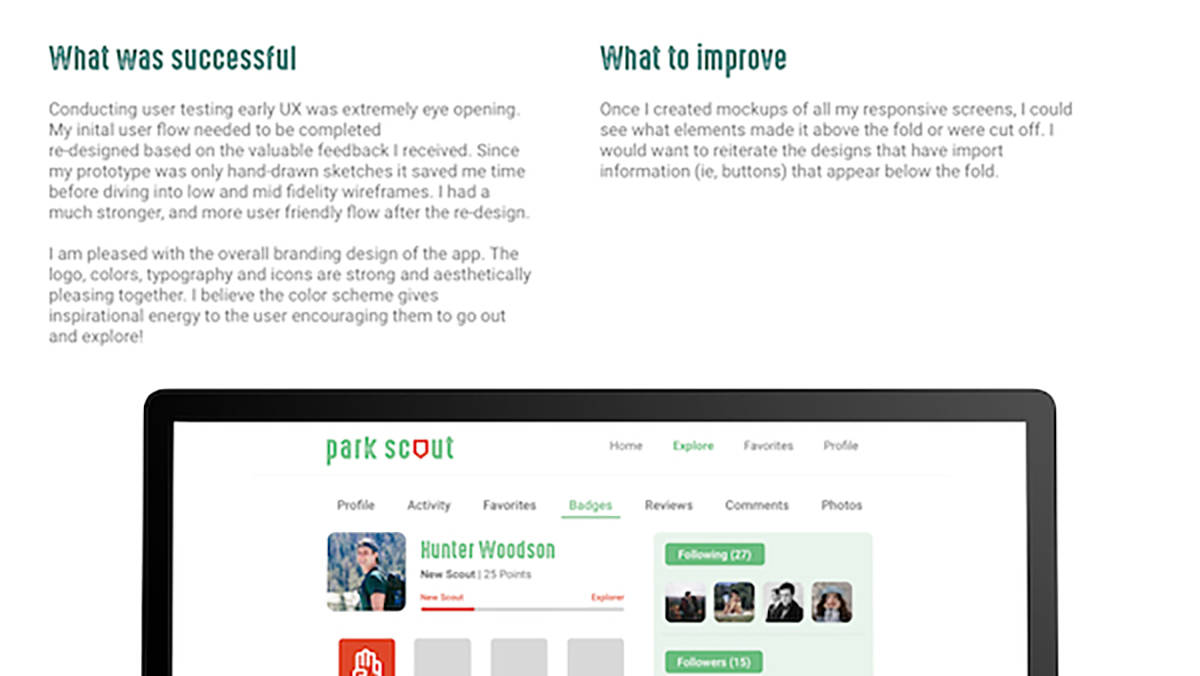 What was successful
Conducting user testing early UX was extremely eye opening.
My inital user flow needed to be completed
re-designed based on the valuable feedback I received. Since
my prototype was only hand-drawn sketches it saved me time
before diving into low and mid fidelity wireframes. I had a
much stronger, and more user friendly flow after the re-design.
I am pleased with the overall branding design of the app. The
logo, colors, typography and icons are strong and aesthetically
pleasing together. I believe the color scheme gives
inspirational energy to the user encouraging them to go out
and explore!
What to improve
Once I created mockups of all my responsive screens, I could
see what elements made it above the fold or were cut off. I
would want to reiterate the designs that have import
information (ie, buttons) that appear below the fold.
park scout
Home Explore Favorites Profile
Profile Activity Favorites Badges Reviews Comments Photos
Hunter Woodson
New Scout | 25 Points
New Scout Explorer
Following (27)
Followers (15)